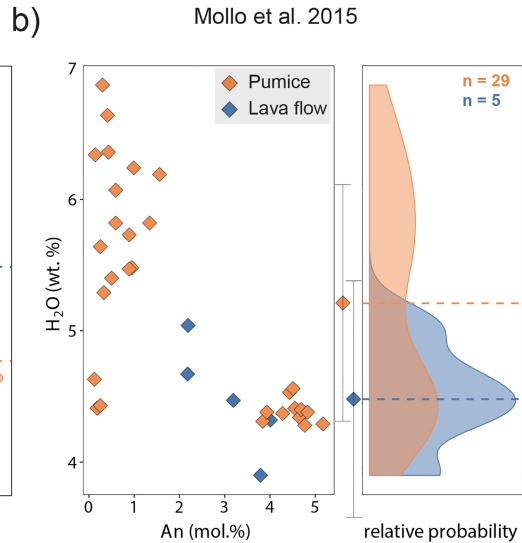 b)
Mollo et al. 2015
Pumice
Lava flow
n = 29
n = 5
7
6
5
4
H₂O (wt. %)
0 1 2 3 4 5
An (mol.%)
relative probability